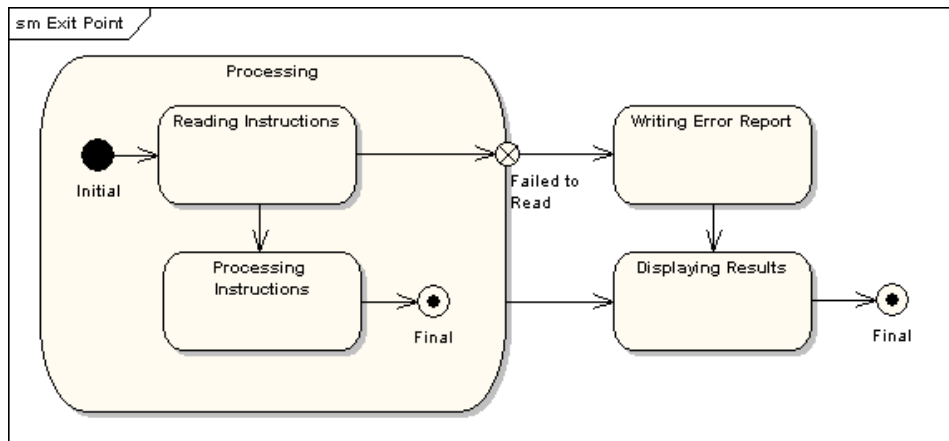 sm Exit Point
Processing
Reading Instructions
Writing Error Report
Initial
Failed to
Read
Processing
Instructions
Displaying Results
Final
Final